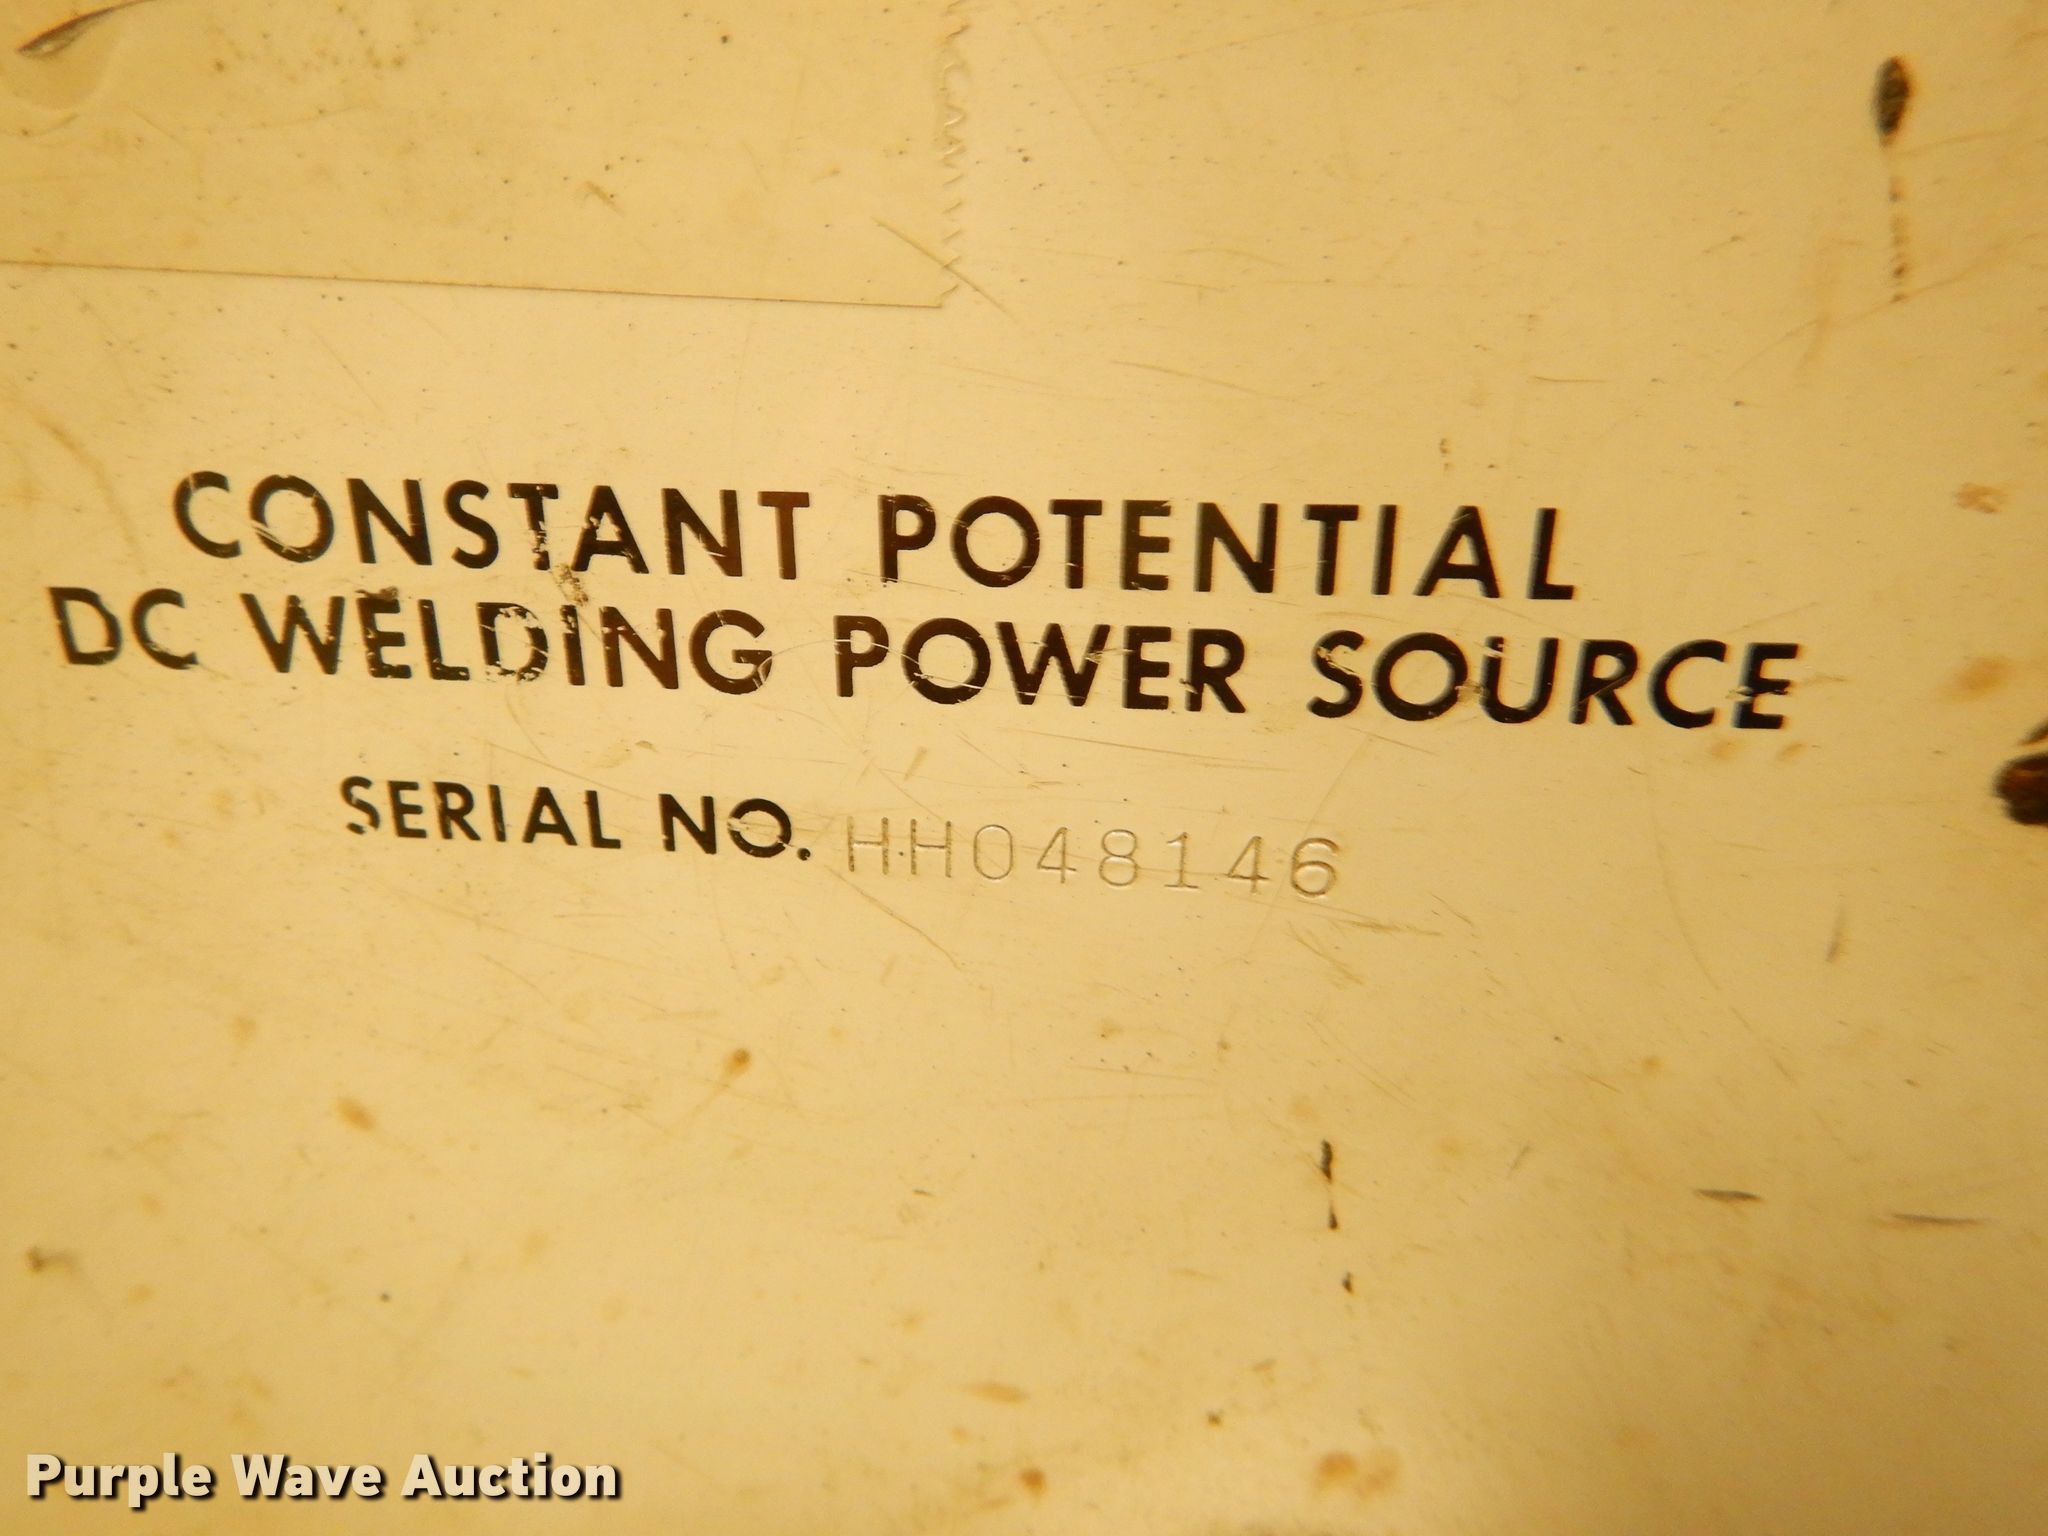 CONSTANT POTENTIAL
DC WELDING POWER SOURCE
SERIAL NO. HH048146
Purple Wave Auction